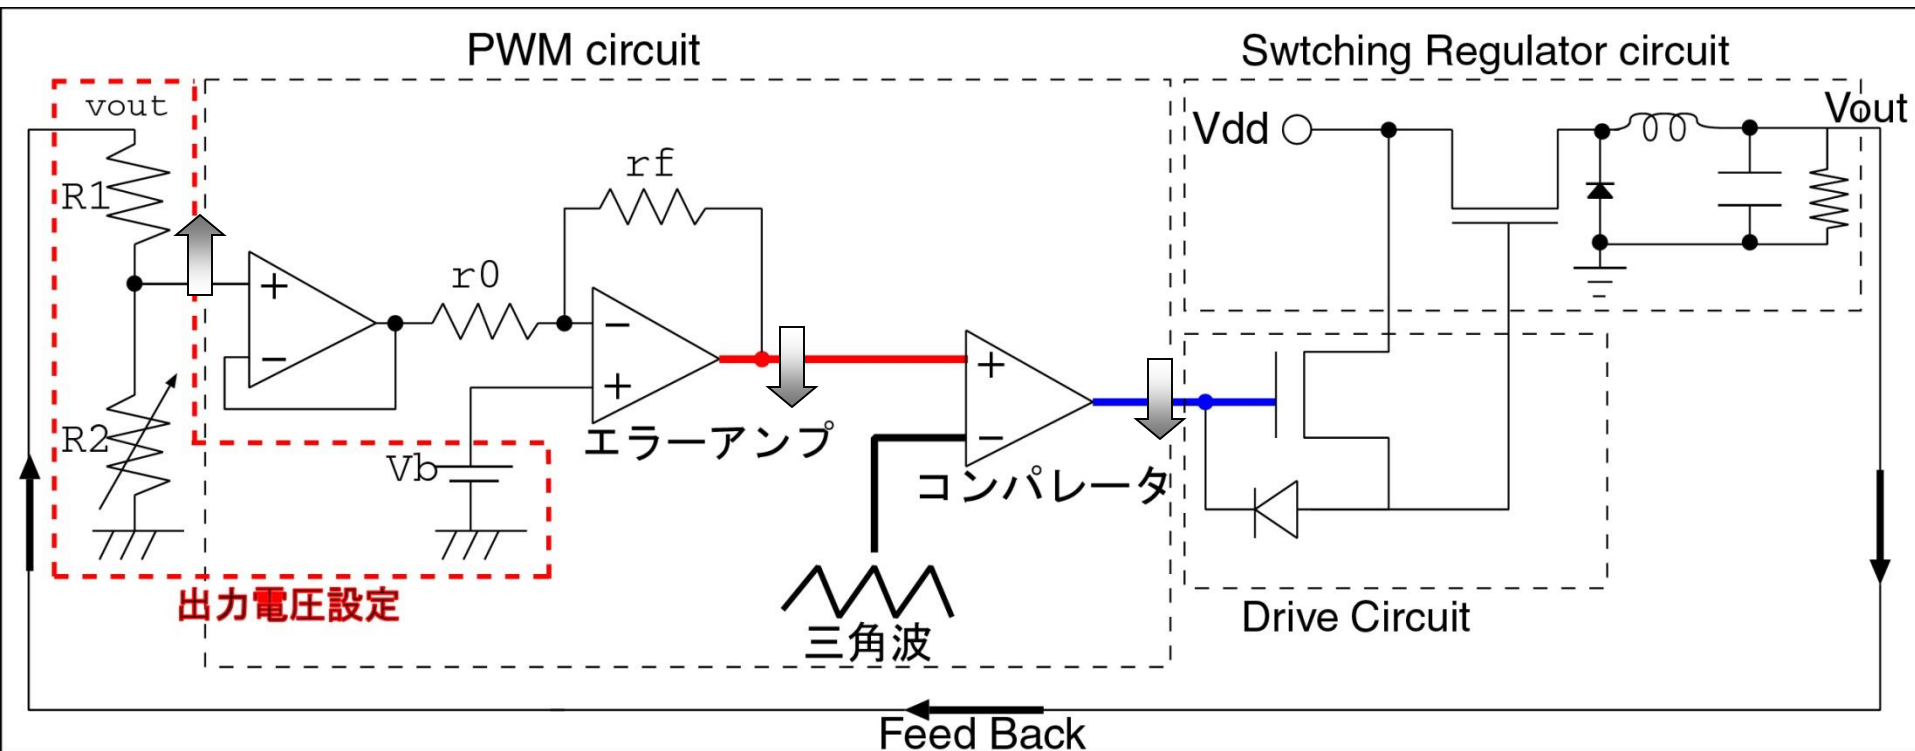 PWM circuit
Swtching Regulator circuit
vout
Vdd
Vout
rf
R1
r0
+
−
−
+
+
−
R2
Vb
エラーアンプ
コンパレータ
出力電圧設定
三角波
Drive Circuit
Feed Back